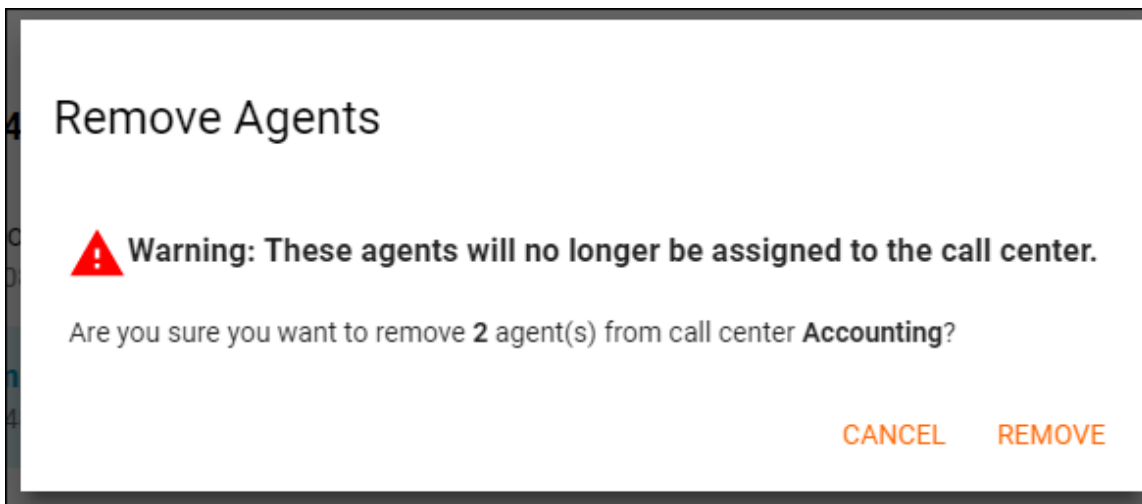 Remove Agents
Warning: These agents will no longer be assigned to the call center.
Are you sure you want to remove 2 agent(s) from call center Accounting?
CANCEL REMOVE